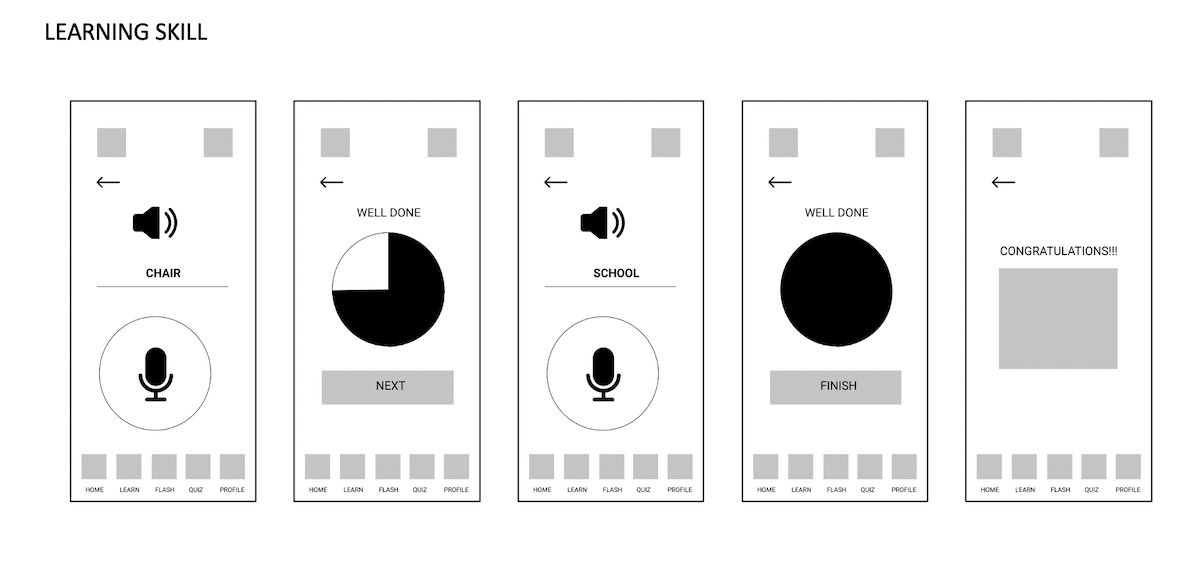 LEARNING SKILL
CHAIR
HOME LEARN FLASH QUIZ PROFILE
WELL DONE
NEXT
HOME LEARN FLASH QUIZ PROFILE
SCHOOL
HOME LEARN FLASH QUIZ PROFILE
WELL DONE
FINISH
HOME LEARN FLASH QUIZ PROFILE
CONGRATULATIONS!!!
HOME LEARN FLASH QUIZ PROFILE